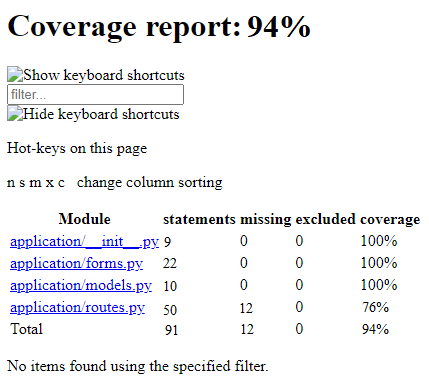 Coverage report: 94%
Show keyboard shortcuts
filter...
Hide keyboard shortcuts
Hot-keys on this page
n s m x c change column sorting
Module statements missing excluded coverage
application/__init__.py 9 0 0 100%
application/forms.py 22 0 0 100%
application/models.py 10 0 0 100%
application/routes.py 50 12 0 76%
Total 91 12 0 94%
No items found using the specified filter.